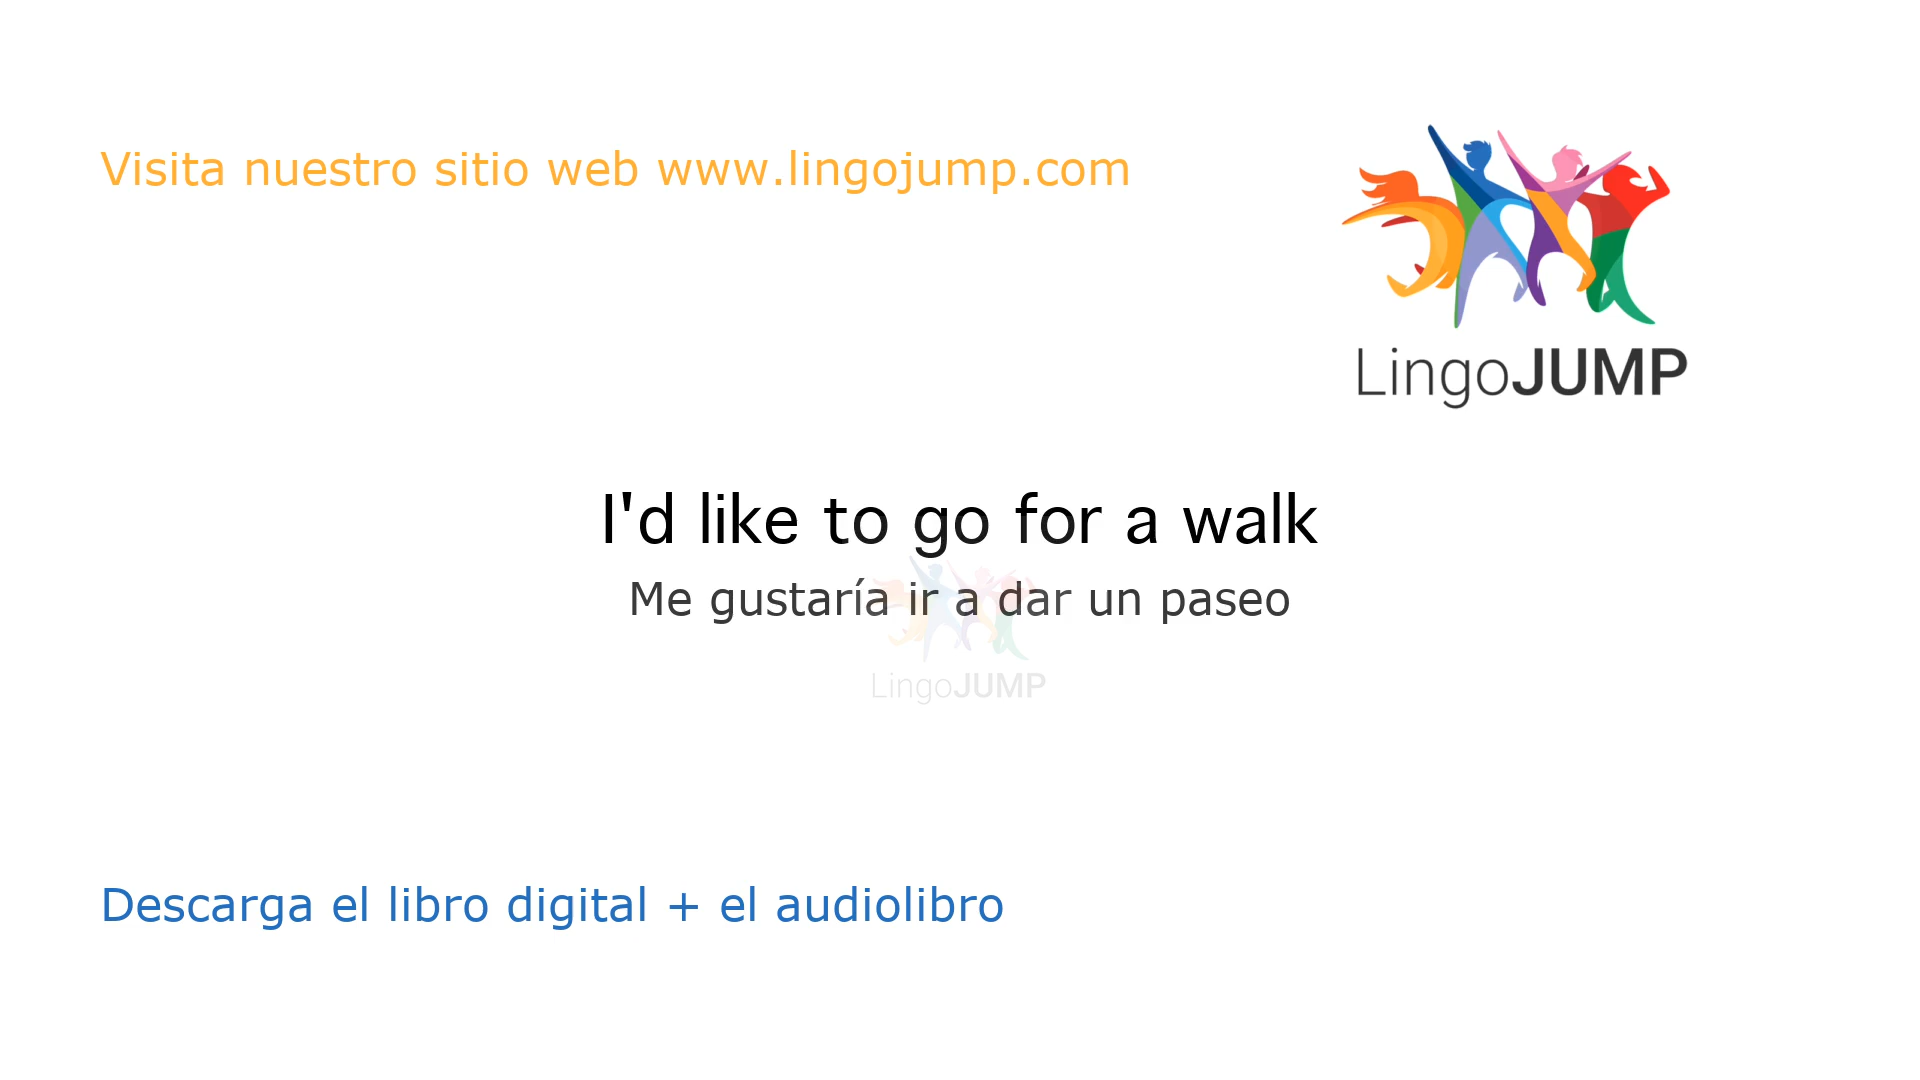 Visita nuestro sitio web www.lingojump.com
LingoJUMP
I'd like to go for a walk
Me gustaría ir a dar un paseo
LingoJUMP
Descarga el libro digital + el audiolibro